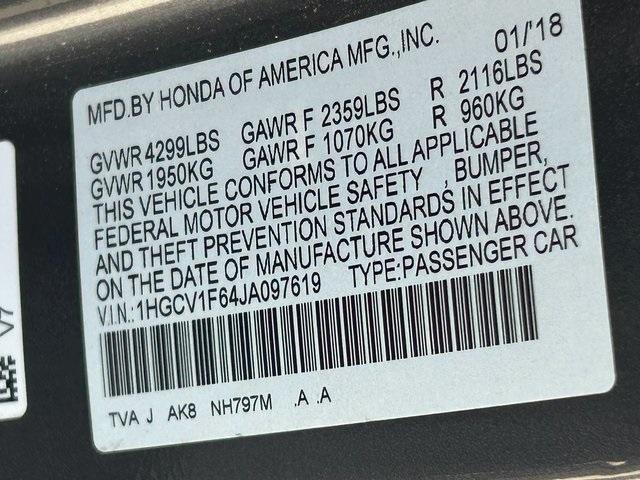 MFD.BY HONDA OF AMERICA MFG.,INC. 01/'18
GVWR 4299LBS GAWR F 2359LBS R 2116LBS
GVWR 1950KG GAWR F 1070KG R 960KG
THIS VEHICLE CONFORMS TO ALL APPLICABLE
FEDERAL MOTOR VEHICLE SAFETY , BUMPER,
AND THEFT PREVENTION STANDARDS IN EFFECT
ON THE DATE OF MANUFACTURE SHOWN ABOVE.
V.I.N.:1HGCV1F64JA097619 TYPE:PASSENGER CAR
TVA J AK8 NH797M .A .A
V7